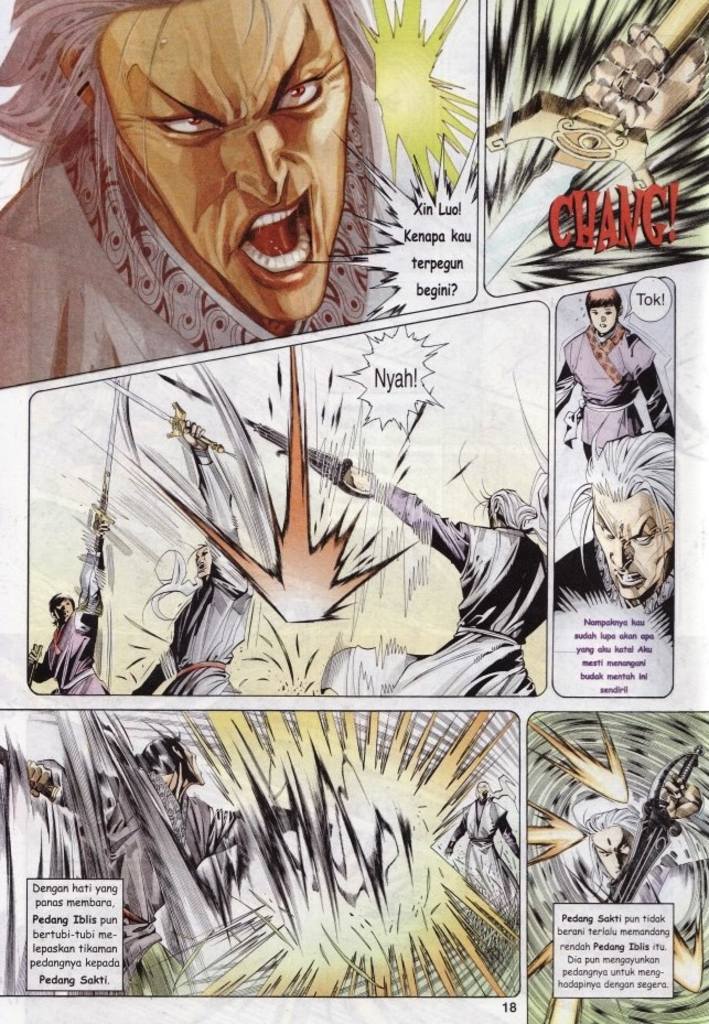 Xin Luo!
Kenapa kau
terpegun
begini?
CHANG!
Nyah!
Tok!
Nampaknya kau
sudah lupa akan apa
yang aku kata! Aku
mesti menangani
budak mentah ini
sendiri!
Dengan hati yang
panas membara,
Pedang Iblis pun
bertubi-tubi me-
lepaskan tikaman
pedangnya kepada
Pedang Sakti.
Pedang Sakti pun tidak
berani terlalu memandang
rendah Pedang Iblis itu.
Dia pun mengayunkan
pedangnya untuk meng-
hadapinya dengan segera.
18